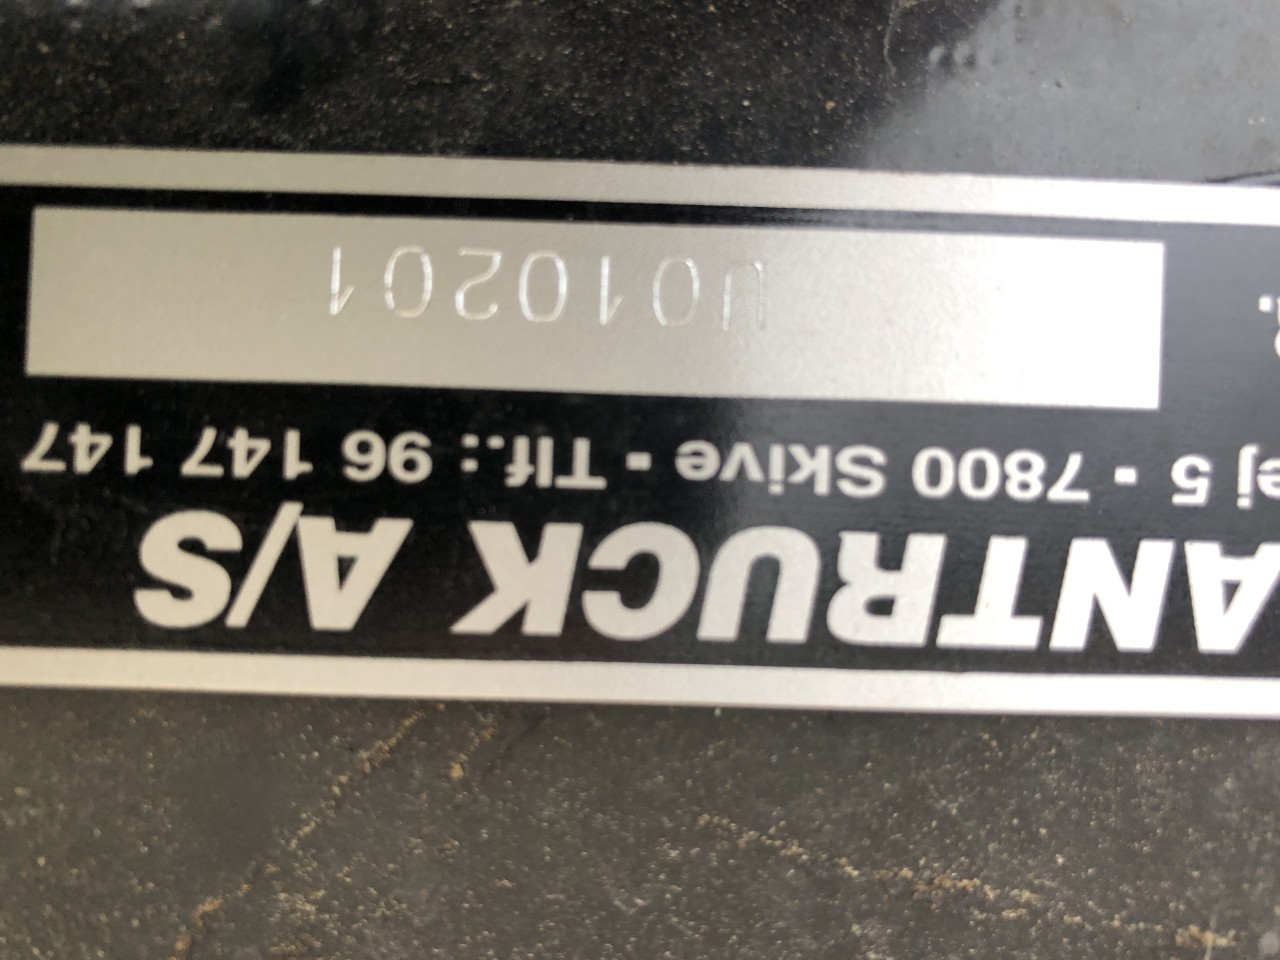 ANTRUCK A/S
ej 5 - 7800 Skive - Tlf.: 96 147 147
U010201